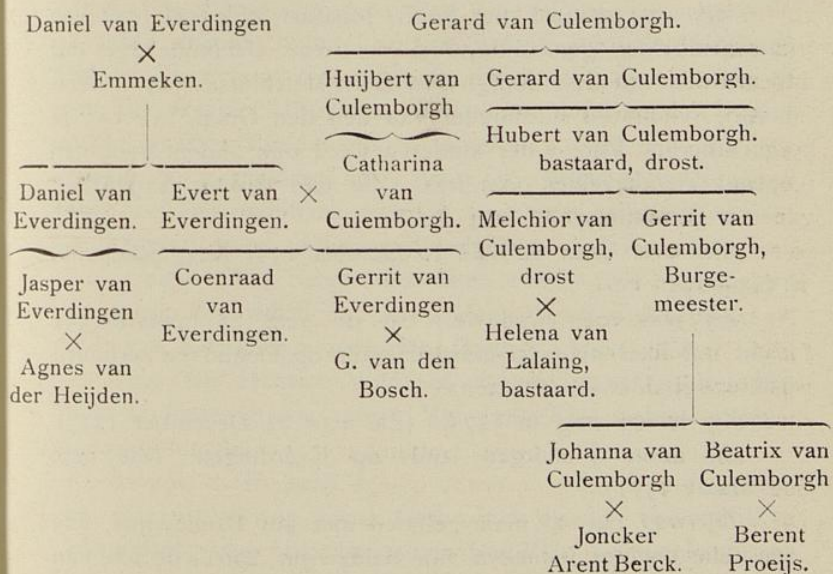 Daniel van Everdingen
×
Emmeken.
Gerard van Culemborgh.
Huijbert van
Culemborgh
Gerard van Culemborgh.
Hubert van Culemborgh.
bastaard, drost.
Daniel van
Everdingen.
Evert van
Everdingen.
×
Catharina
van
Cuiemborgh.
Melchior van
Culemborgh,
drost
×
Helena van
Lalaing,
bastaard.
Gerrit van
Culemborgh,
Burge-
meester.
Jasper van
Everdingen
×
Agnes van
der Heijden.
Coenraad
van
Everdingen.
Gerrit van
Everdingen
×
G. van den
Bosch.
Johanna van
Culemborgh
×
Joncker
Arent Berck.
Beatrix van
Culemborgh
×
Berent
Proeijs.